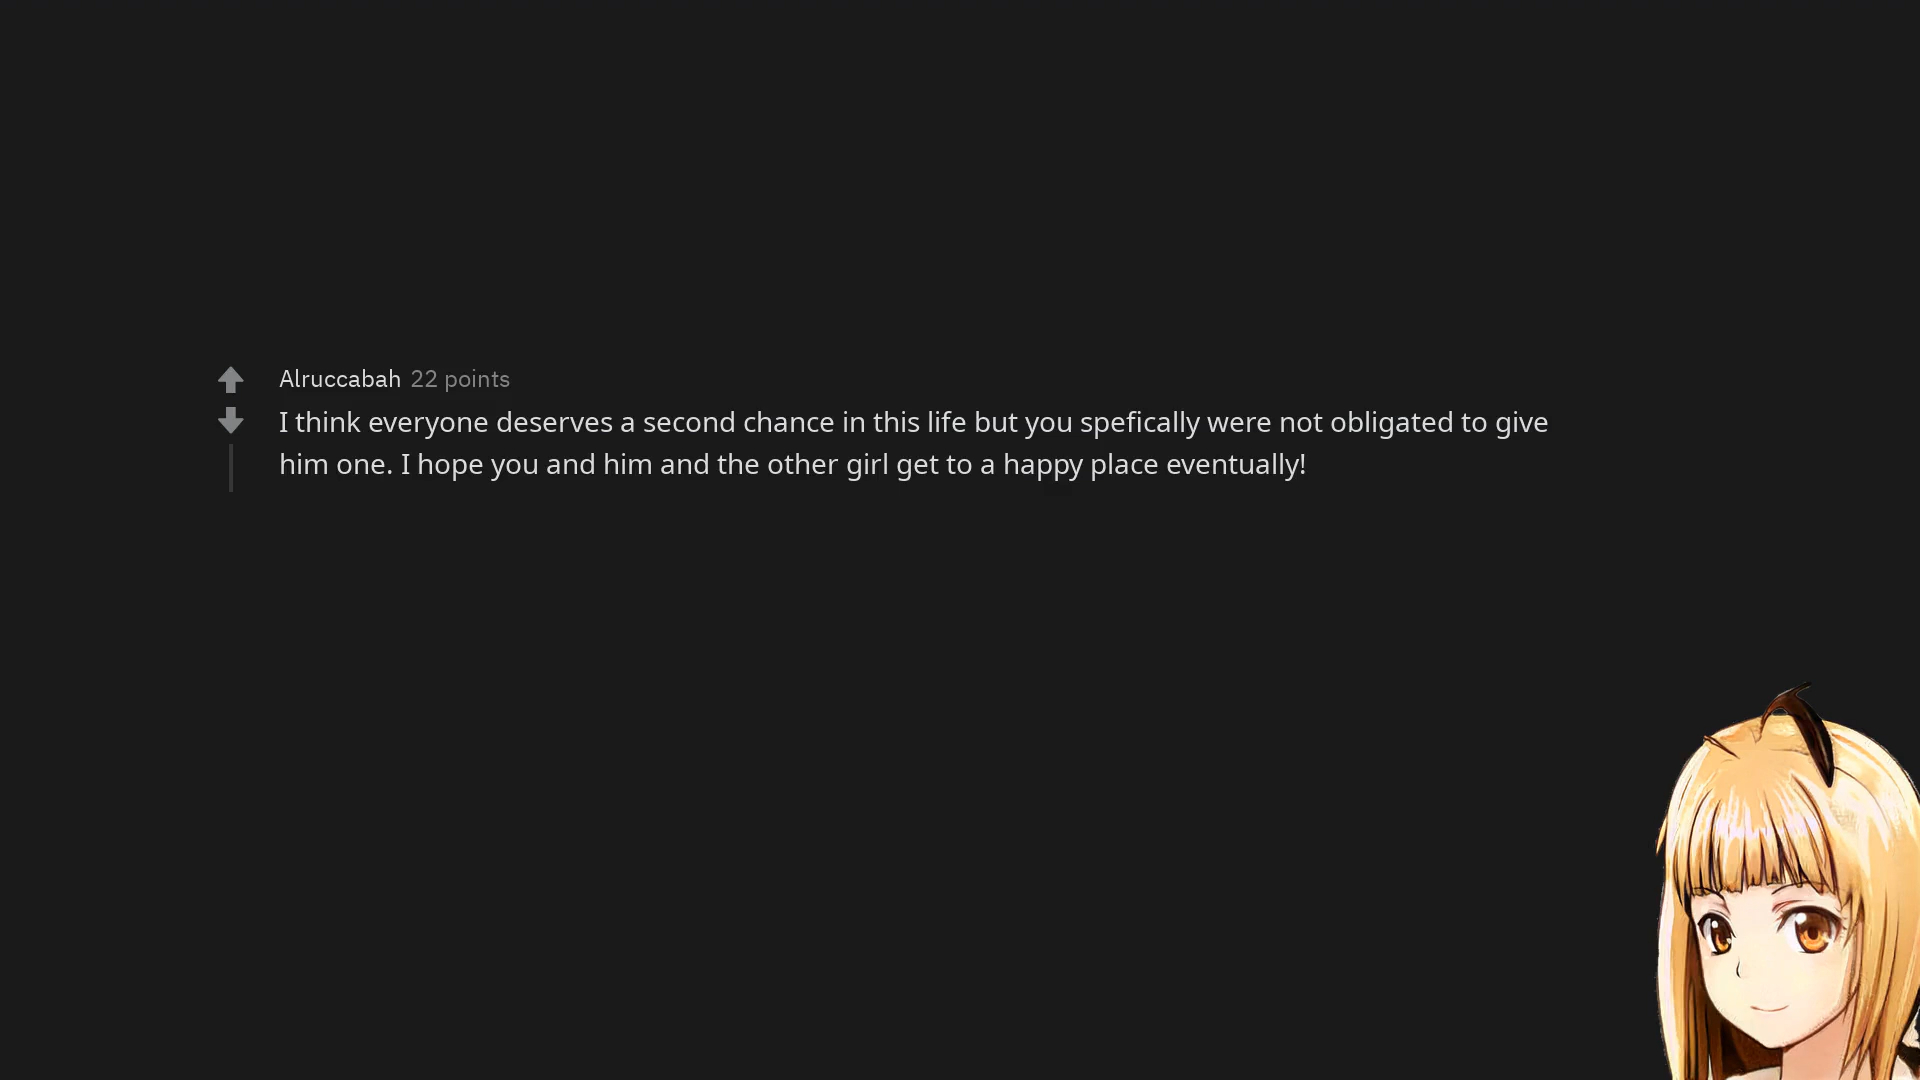 Alruccabah 22 points
I think everyone deserves a second chance in this life but you spefically were not obligated to give
him one. I hope you and him and the other girl get to a happy place eventually!